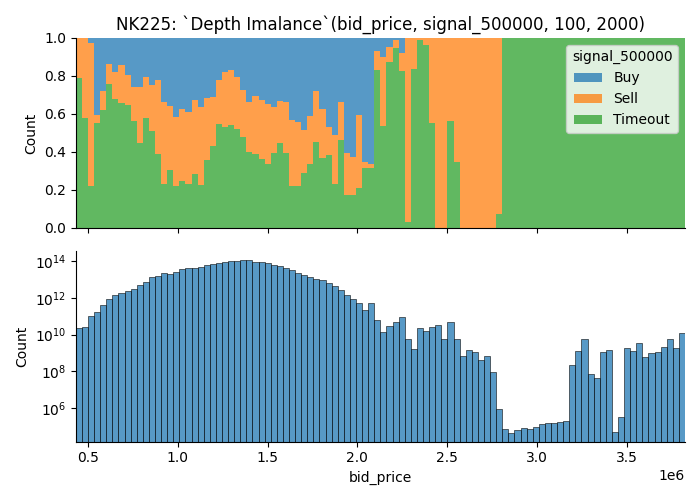 NK225: `Depth Imalance`(bid_price, signal_500000, 100, 2000)
Count
1.0
0.8
0.6
0.4
0.2
0.0
signal_500000
Buy
Sell
Timeout
Count
10^14
10^12
10^10
10^8
10^6
0.5 1.0 1.5 2.0 2.5 3.0 3.5
1e6
bid_price